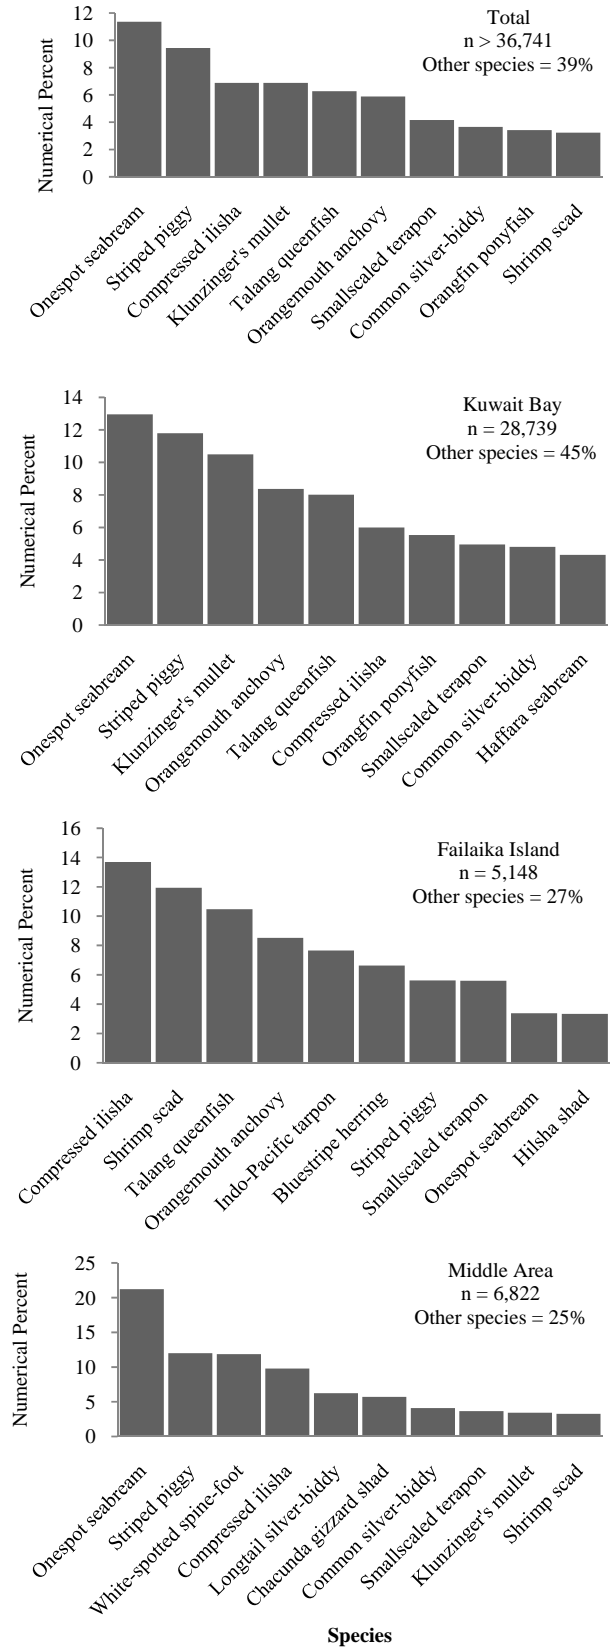 Total
n > 36,741
Other species = 39%
Numerical Percent
12
10
8
6
4
2
0
Onespot seabream
Striped piggy
Compressed ilisha
Klunzinger's mullet
Talang queenfish
Orangemouth anchovy
Smallscaled terapon
Common silver-biddy
Orangfin ponyfish
Shrimp scad
Kuwait Bay
n = 28,739
Other species = 45%
Numerical Percent
14
12
10
8
6
4
2
0
Onespot seabream
Striped piggy
Klunzinger's mullet
Orangemouth anchovy
Talang queenfish
Compressed ilisha
Orangfin ponyfish
Smallscaled terapon
Common silver-biddy
Haffara seabream
Failaika Island
n = 5,148
Other species = 27%
Numerical Percent
16
14
12
10
8
6
4
2
0
Compressed ilisha
Shrimp scad
Talang queenfish
Orangemouth anchovy
Indo-Pacific tarpon
Bluestripe herring
Striped piggy
Smallscaled terapon
Onespot seabream
Hilsha shad
Middle Area
n = 6,822
Other species = 25%
Numerical Percent
25
20
15
10
5
0
Onespot seabream
Striped piggy
White-spotted spine-foot
Compressed ilisha
Longtail silver-biddy
Chacunda gizzard shad
Common silver-biddy
Smallscaled terapon
Klunzinger's mullet
Shrimp scad
Species